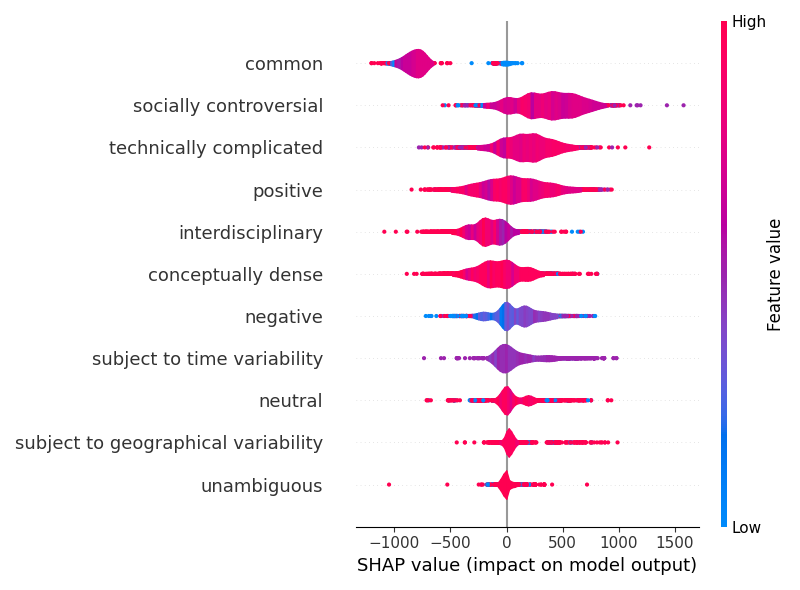 High
common
socially controversial
technically complicated
positive
interdisciplinary
conceptually dense
negative
subject to time variability
neutral
subject to geographical variability
unambiguous
Feature value
Low
−1000 −500 0 500 1000 1500
SHAP value (impact on model output)